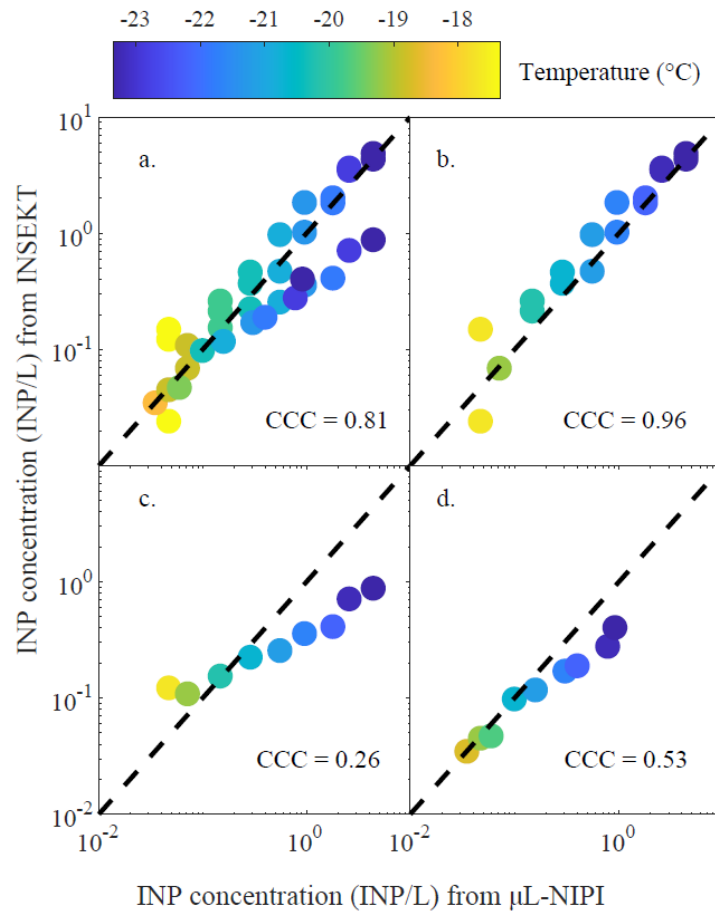 -23 -22 -21 -20 -19 -18
Temperature (°C)
10^1
a.
b.
10^0
10^-1
CCC = 0.81
CCC = 0.96
c.
d.
10^0
10^-1
CCC = 0.26
CCC = 0.53
10^-2
10^-2 10^0 10^-2 10^0
INP concentration (INP/L) from INSEKT
INP concentration (INP/L) from µL-NIPI